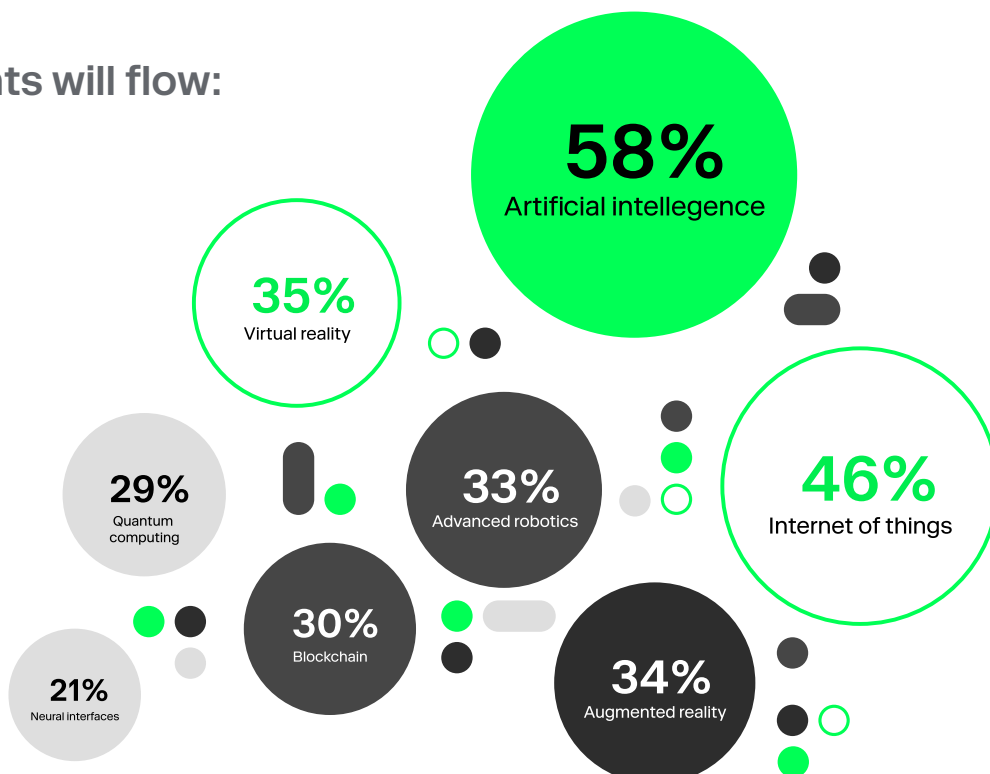 will flow:
58%
Artificial intellegence
35%
Virtual reality
46%
Internet of things
29%
Quantum
computing
33%
Advanced robotics
30%
Blockchain
34%
Augmented reality
21%
Neural interfaces